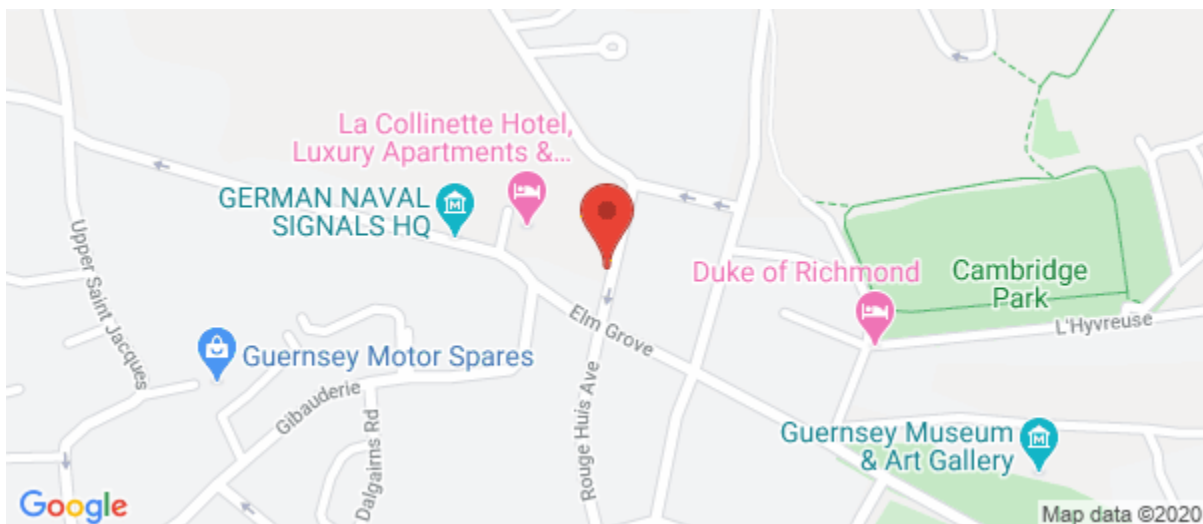 La Collinette Hotel,
Luxury Apartments &...
GERMAN NAVAL
SIGNALS HQ
Upper Saint Jacques
Duke of Richmond
Cambridge
Park
L'Hyvreuse
Elm Grove
Guernsey Motor Spares
Gibauderie
Dalgairns Rd
Rouge Huis Ave
Guernsey Museum
& Art Gallery
Google
Map data ©2020